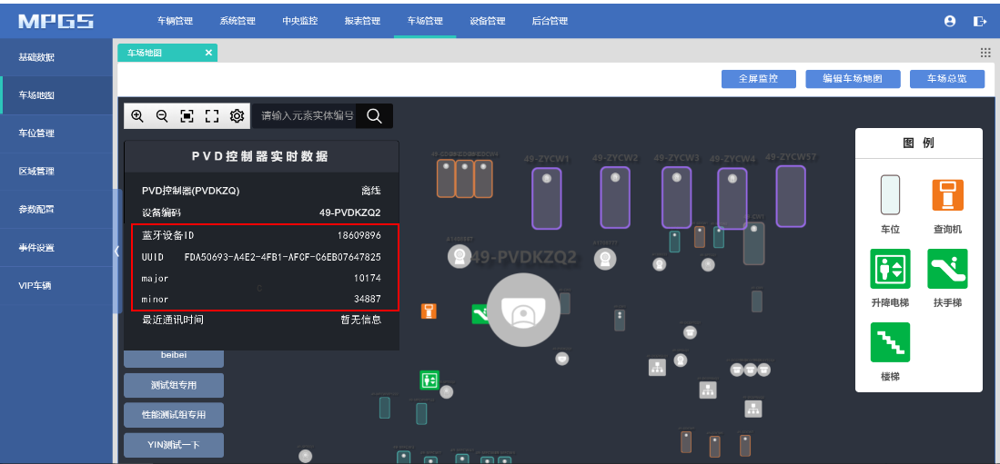 MPGS
车辆管理 系统管理 中央监控 报表管理 车场管理 设备管理 后台管理
基础数据
车场地图
车位管理
区域管理
参数配置
事件设置
VIP车辆
车场地图 ×
全屏监控 编辑车场地图 车场总览
请输入元素实体编号
PVD控制器实时数据
PVD控制器(PVDKZQ) 离线
设备编码 49-PVDKZQ2
蓝牙设备ID 18609896
UUID FDA50693-A4E2-4FB1-AFCF-06EB07647825
major 10174
minor 34887
最近通讯时间 暂无信息
beibei
测试组专用
性能测试组专用
YIN测试一下
49-ZYCW1 49-ZYCW2 49-ZYCW3 49-ZYCW4 49-ZYCW57
49-PVDKZQ2
图 例
车位 查询机
升降电梯 扶手梯
楼梯